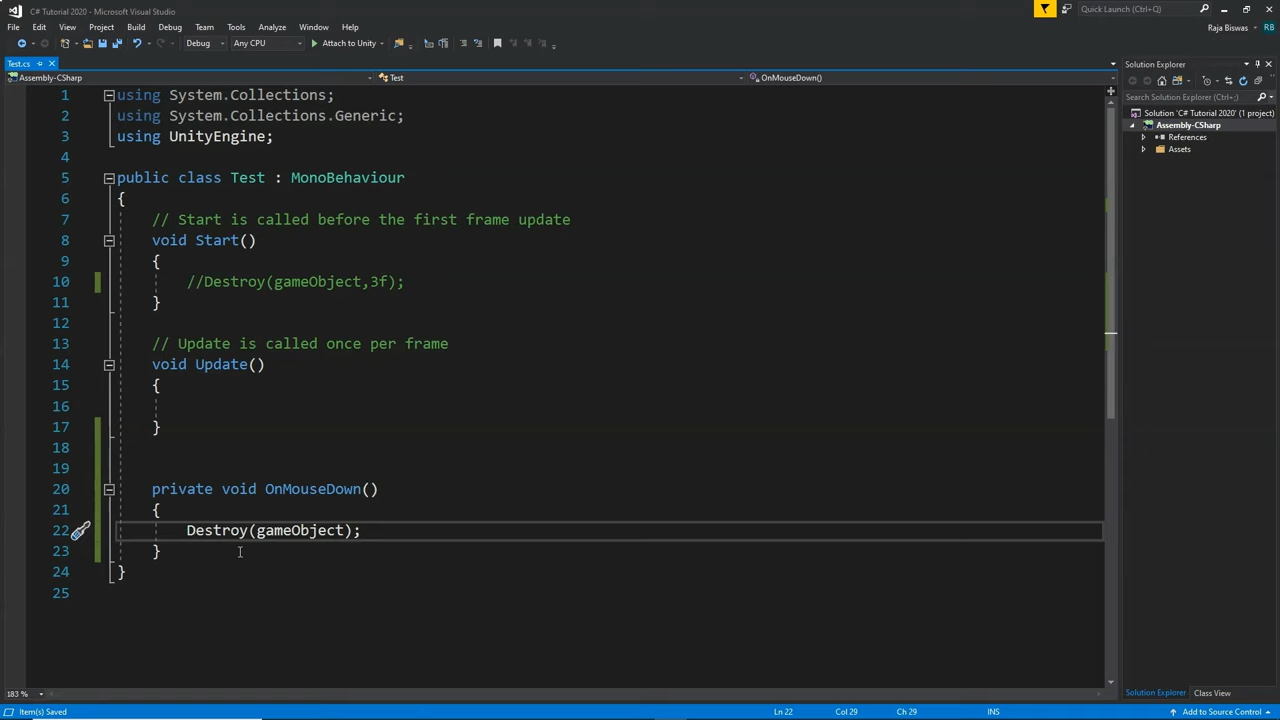 C# Tutorial 2020 - Microsoft Visual Studio
Quick Launch (Ctrl+Q)
File Edit View Project Build Debug Team Tools Analyze Window Help
Raja Biswas RB
Debug Any CPU Attach to Unity
Test.cs
Assembly-CSharp Test OnMouseDown()
1 using System.Collections;
2 using System.Collections.Generic;
3 using UnityEngine;
4
5 public class Test : MonoBehaviour
6 {
7 // Start is called before the first frame update
8 void Start()
9 {
10 //Destroy(gameObject,3f);
11 }
12
13 // Update is called once per frame
14 void Update()
15 {
16
17 }
18
19
20 private void OnMouseDown()
21 {
22 Destroy(gameObject);
23 }
24 }
25
183 %
Solution Explorer
Search Solution Explorer (Ctrl+;)
Solution 'C# Tutorial 2020' (1 project)
Assembly-CSharp
References
Assets
Solution Explorer Class View
Item(s) Saved Ln 22 Col 29 Ch 29 INS Add to Source Control